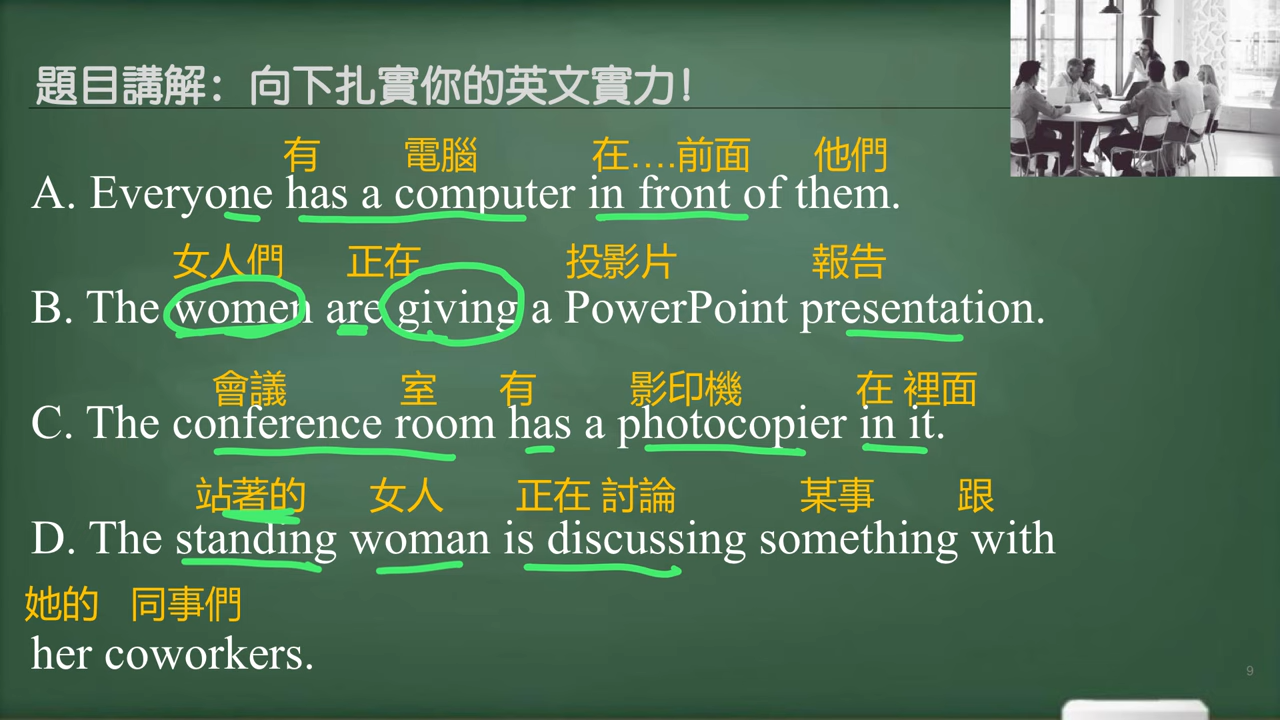 題目講解：向下扎實你的英文實力！
有 電腦 在....前面 他們
A. Everyone has a computer in front of them.
女人們 正在 投影片 報告
B. The women are giving a PowerPoint presentation.
會議 室 有 影印機 在 裡面
C. The conference room has a photocopier in it.
站著的 女人 正在 討論 某事 跟
D. The standing woman is discussing something with
她的 同事們
her coworkers.
9